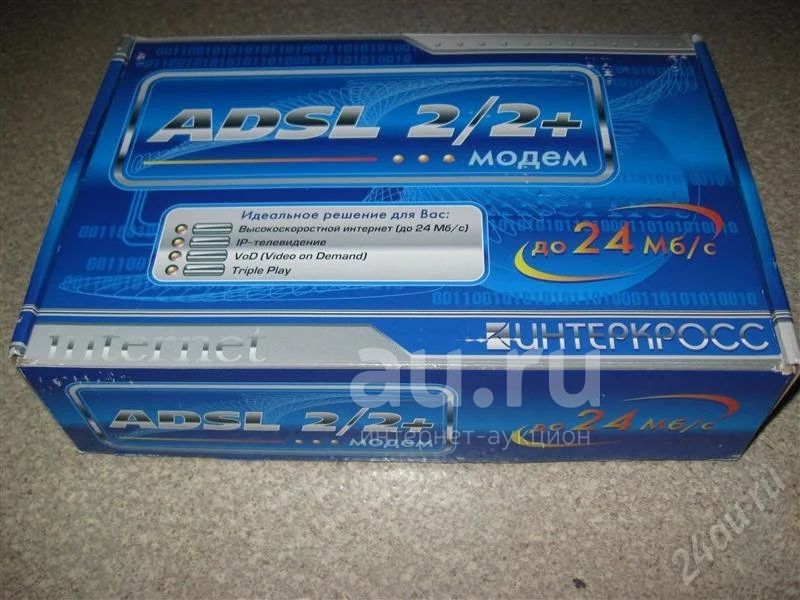 001101010101010011010101010
ADSL 2/2+
модем
Идеальное решение для Вас:
Высокоскоростной интернет (до 24 Мб/с)
IP-телевидение
VoD (Video on Demand)
Triple Play
до 24 Мб/с
Internet
ИНТЕРКРОСС
au.ru
интернет-аукцион
ADSL 2/2+
модем
до 24 Мб/с
24au.ru